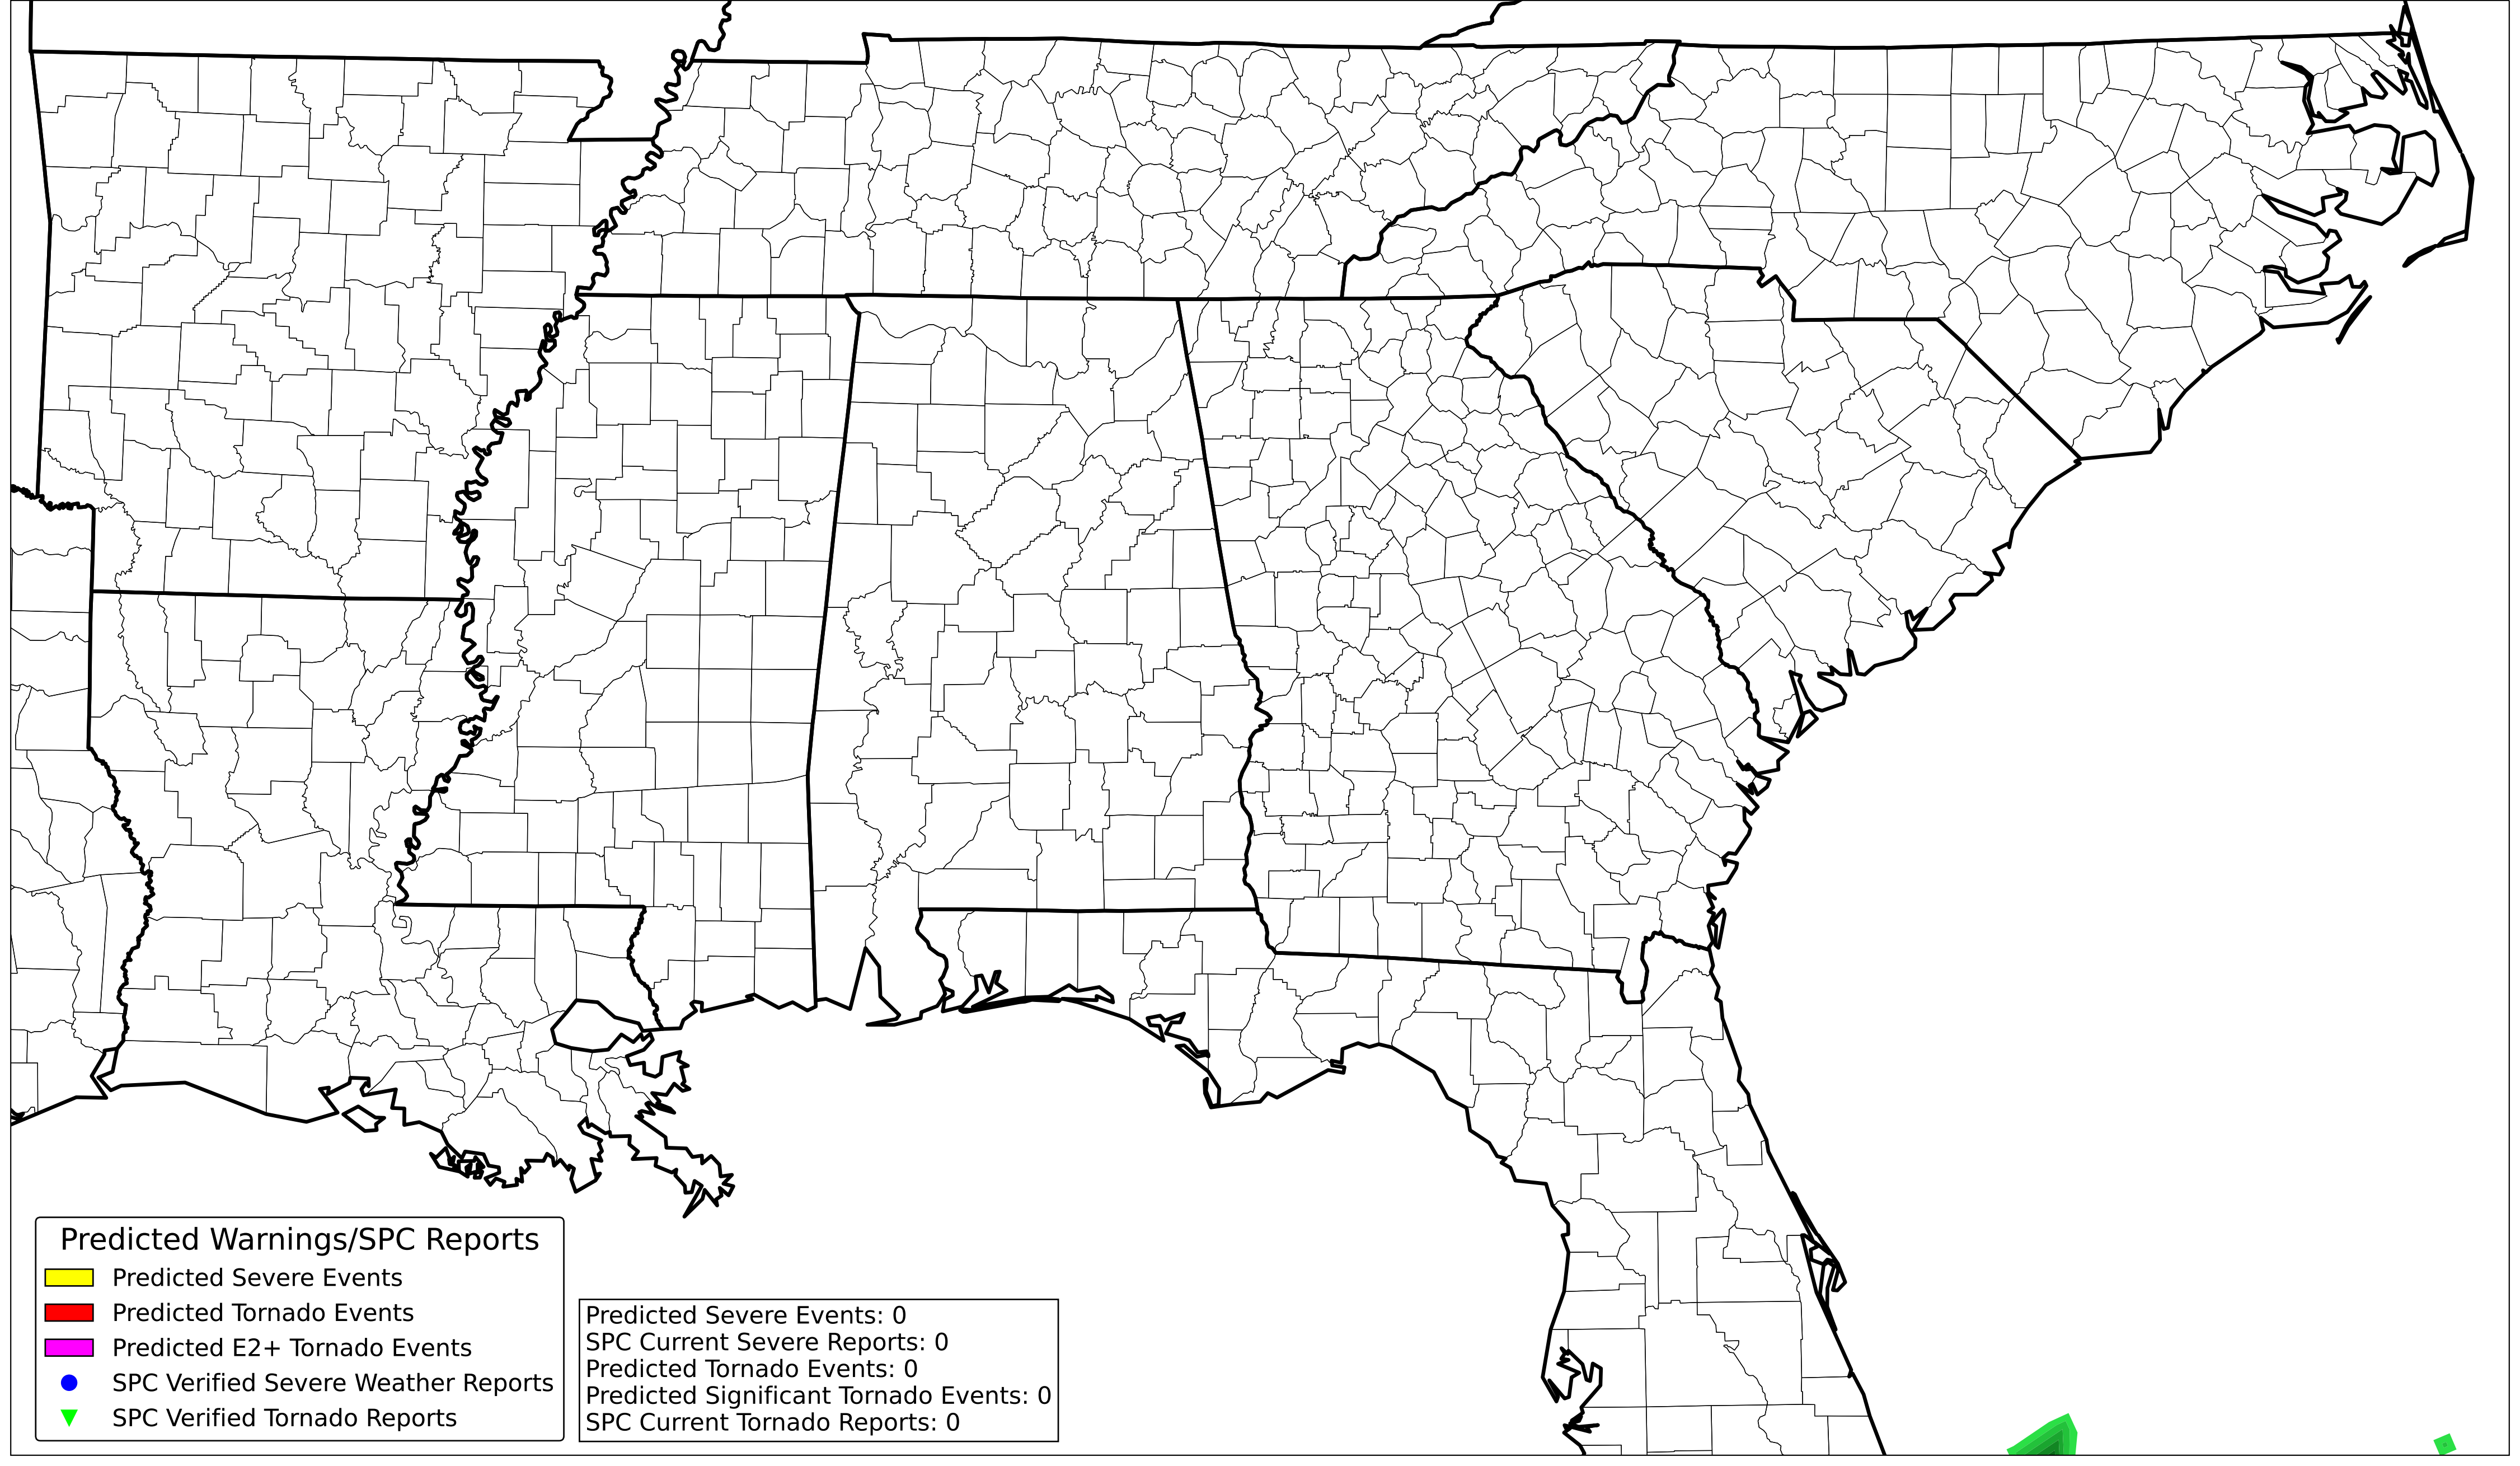 Predicted Warnings/SPC Reports
Predicted Severe Events
Predicted Tornado Events
Predicted E2+ Tornado Events
SPC Verified Severe Weather Reports
SPC Verified Tornado Reports
Predicted Severe Events: 0
SPC Current Severe Reports: 0
Predicted Tornado Events: 0
Predicted Significant Tornado Events: 0
SPC Current Tornado Reports: 0